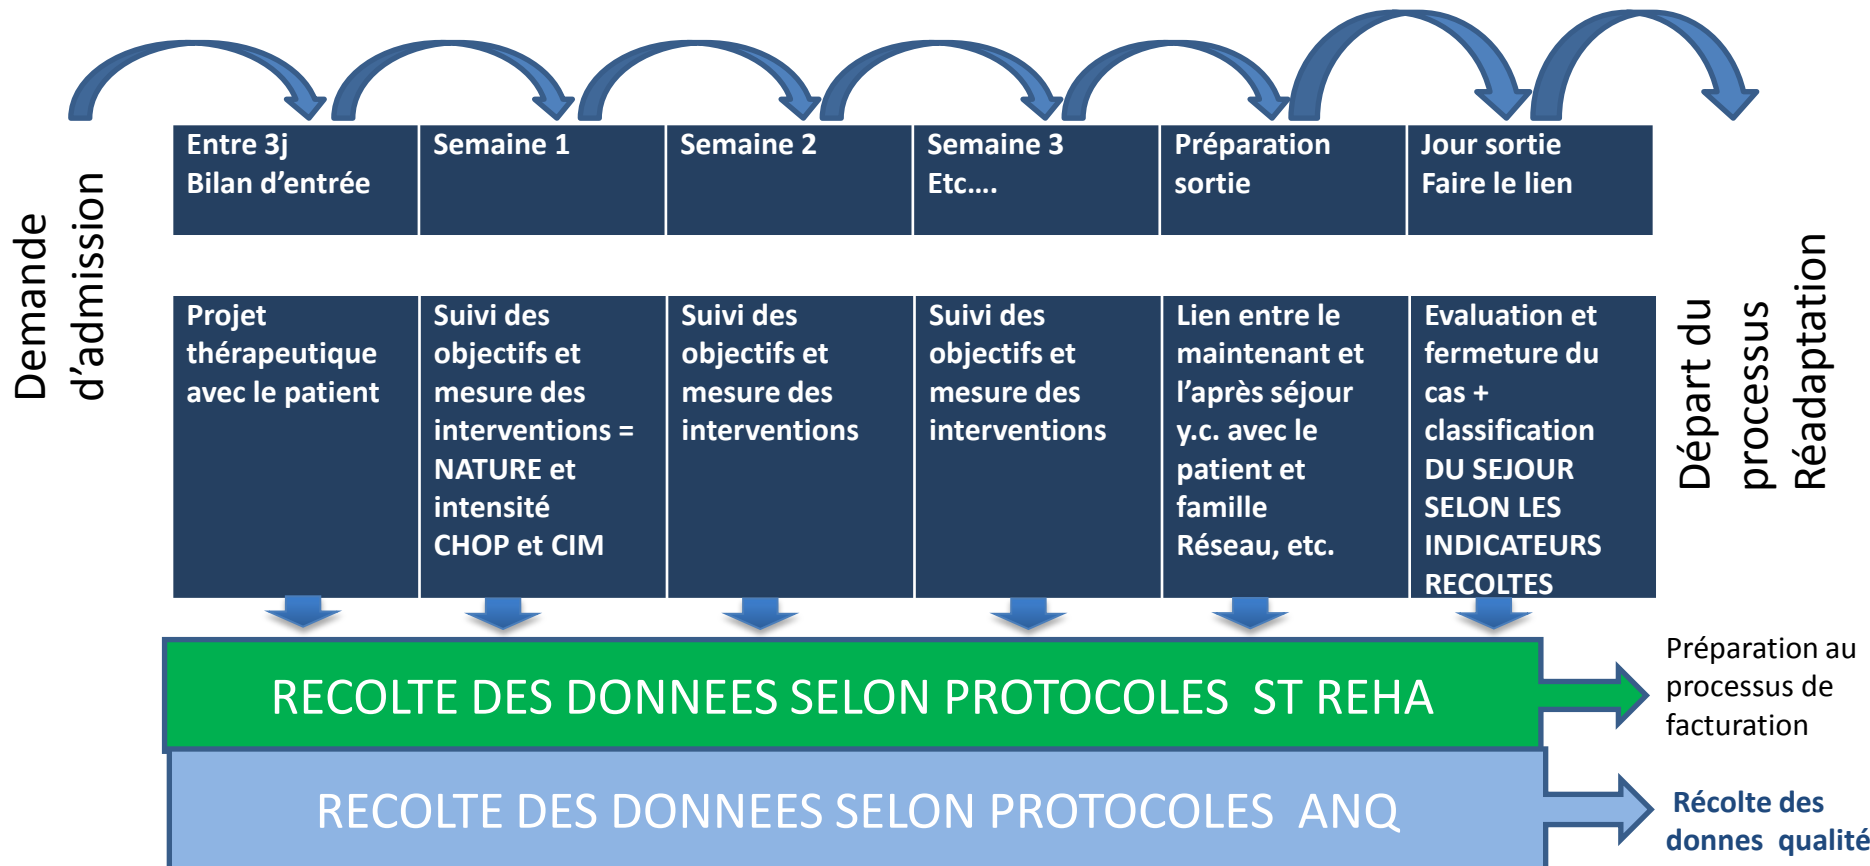 Demande
d’admission
Entre 3j
Bilan d’entrée
Semaine 1
Semaine 2
Semaine 3
Etc....
Préparation
sortie
Jour sortie
Faire le lien
Projet
thérapeutique
avec le patient
Suivi des
objectifs et
mesure des
interventions =
NATURE et
intensité
CHOP et CIM
Suivi des
objectifs et
mesure des
interventions
Suivi des
objectifs et
mesure des
interventions
Lien entre le
maintenant et
l’après séjour
y.c. avec le
patient et
famille
Réseau, etc.
Evaluation et
fermeture du
cas +
classification
DU SEJOUR
SELON LES
INDICATEURS
RECOLTES
Départ du
processus
Réadaptation
RECOLTE DES DONNEES SELON PROTOCOLES ST REHA
Préparation au
processus de
facturation
RECOLTE DES DONNEES SELON PROTOCOLES ANQ
Récolte des
donnes qualité